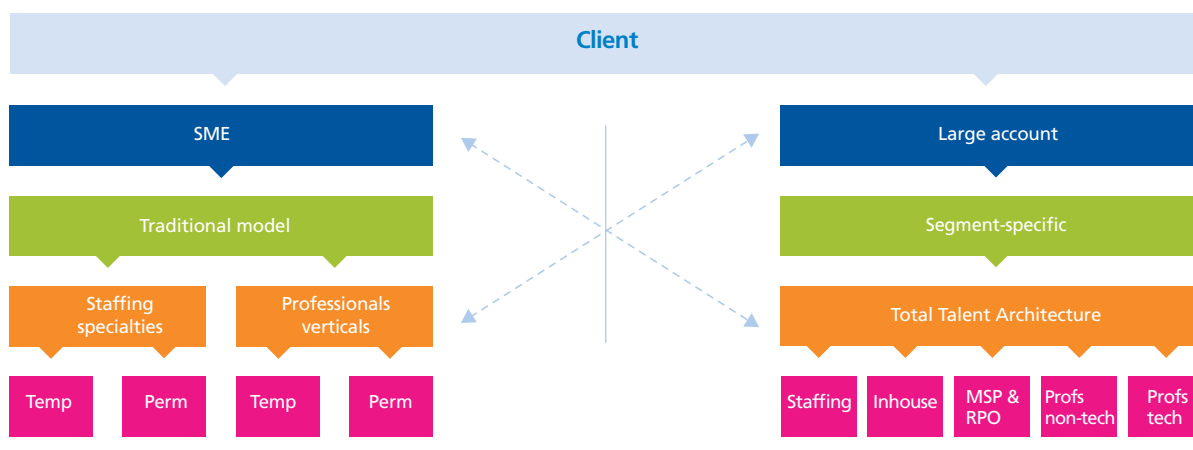 Client
SME
Large account
Traditional model
Segment-specific
Staffing
specialties
Professionals
verticals
Total Talent Architecture
Temp
Perm
Temp
Perm
Staffing
Inhouse
MSP &
RPO
Profs
non-tech
Profs
tech